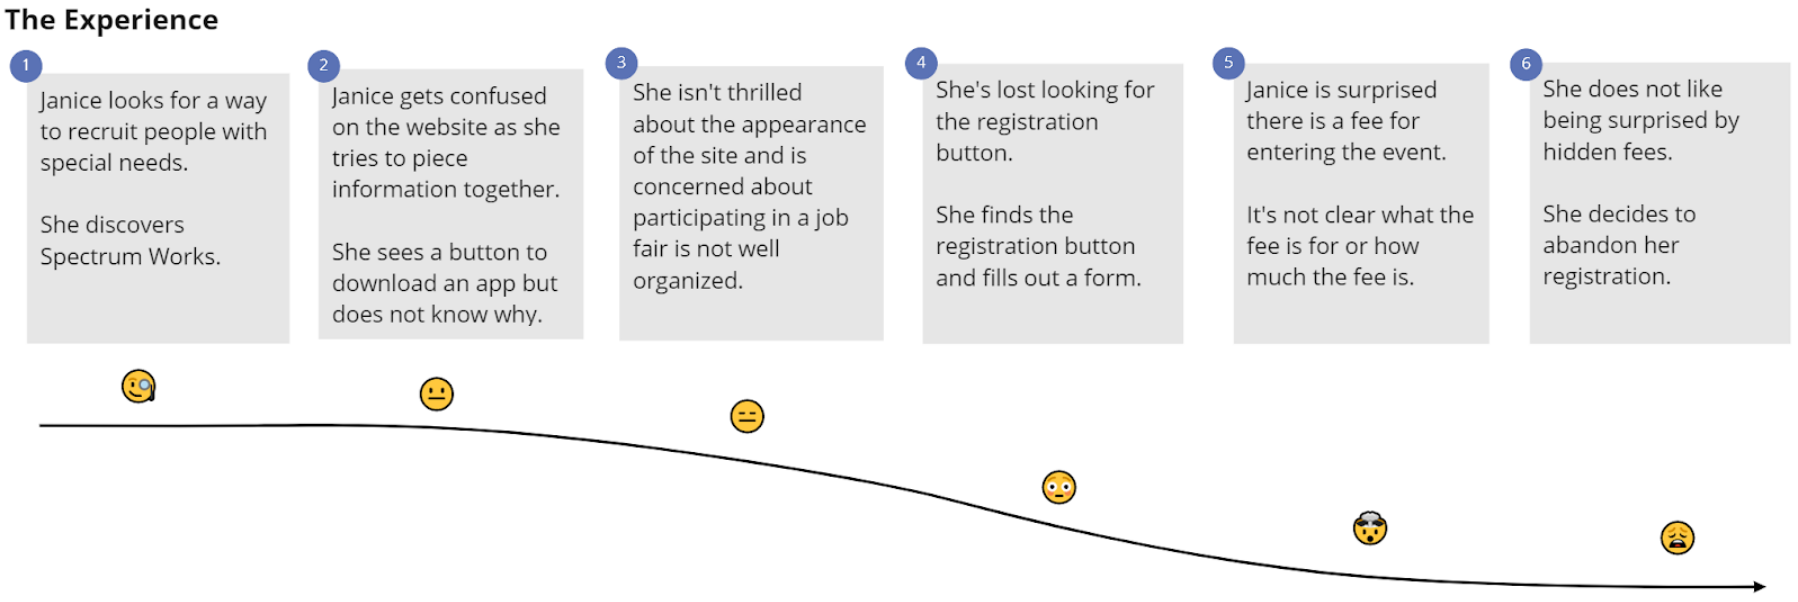 The Experience
1
Janice looks for a way
to recruit people with
special needs.
She discovers
Spectrum Works.
2
Janice gets confused
on the website as she
tries to piece
information together.
She sees a button to
download an app but
does not know why.
3
She isn't thrilled
about the appearance
of the site and is
concerned about
participating in a job
fair is not well
organized.
4
She's lost looking for
the registration
button.
She finds the
registration button
and fills out a form.
5
Janice is surprised
there is a fee for
entering the event.
It's not clear what the
fee is for or how
much the fee is.
6
She does not like
being surprised by
hidden fees.
She decides to
abandon her
registration.